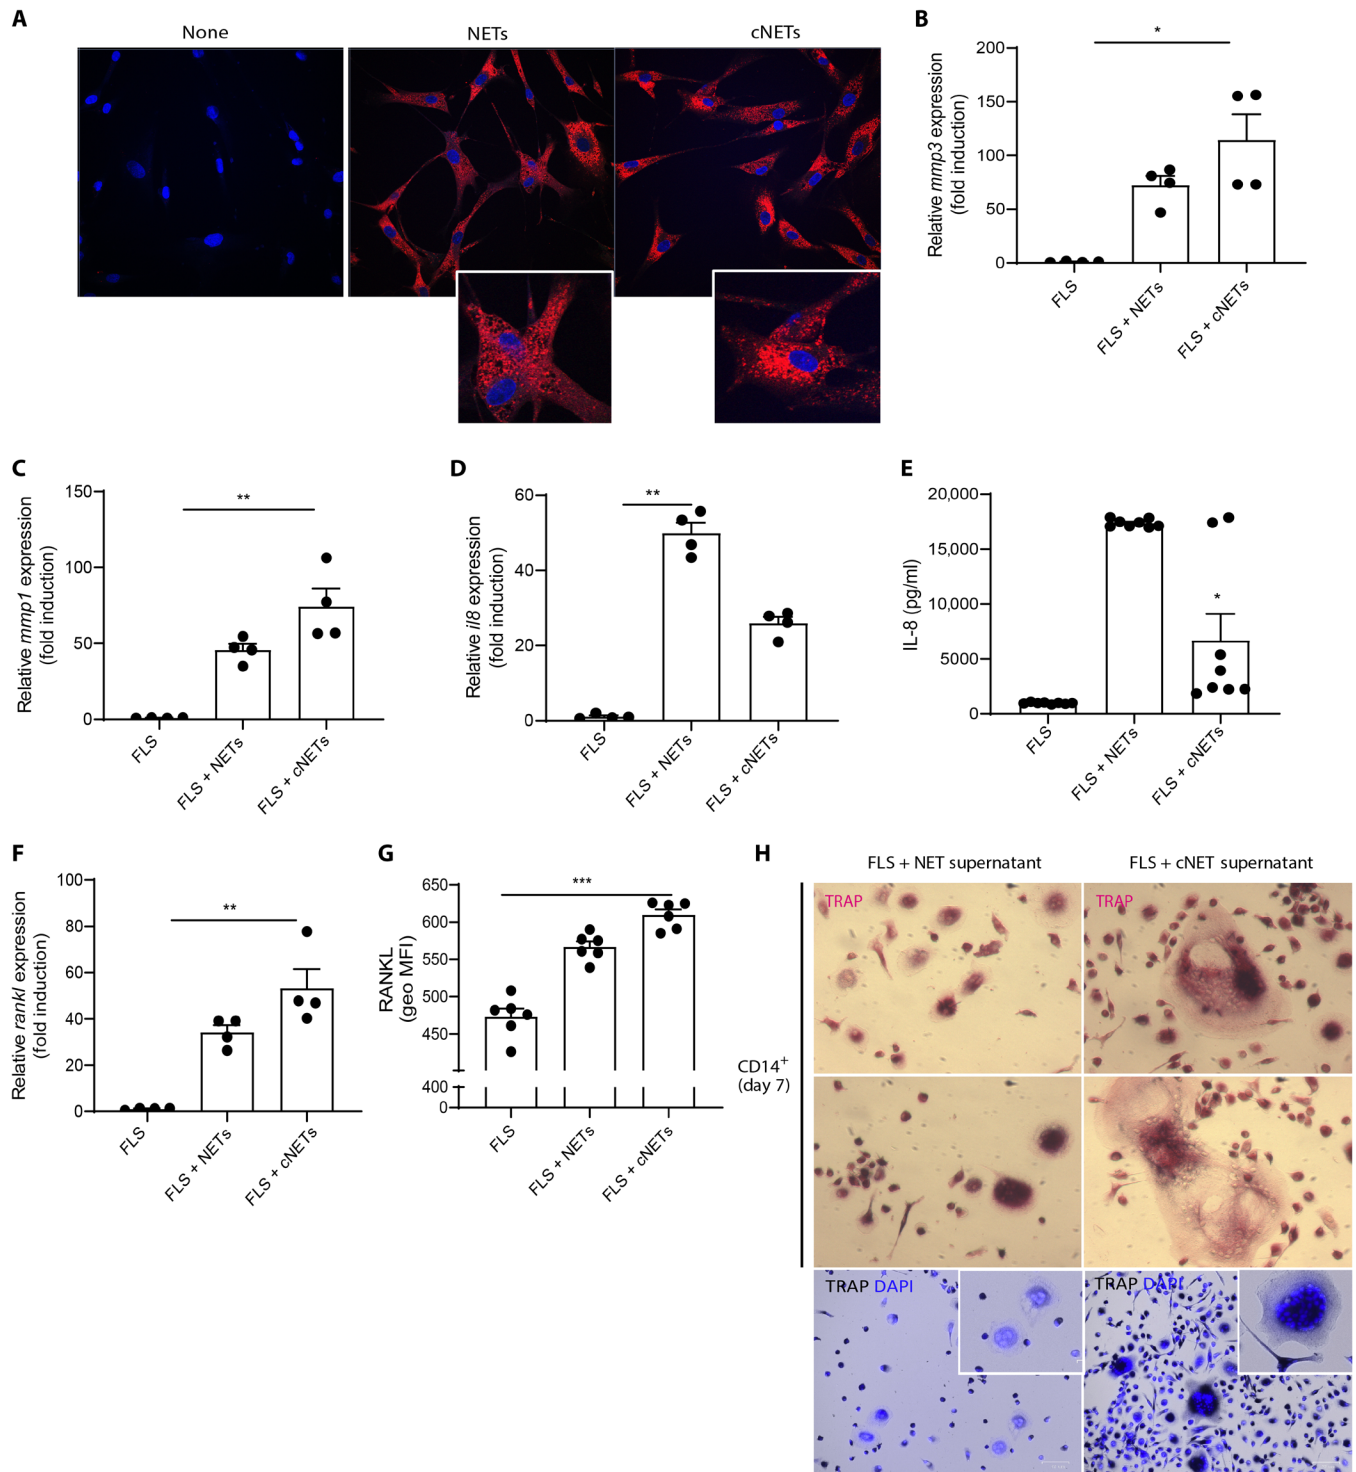 A
None
NETs
cNETs
B
*
200
150
100
50
0
Relative mmp3 expression
(fold induction)
FLS
FLS + NETs
FLS + cNETs
C
**
150
100
50
0
Relative mmp1 expression
(fold induction)
FLS
FLS + NETs
FLS + cNETs
D
**
60
40
20
0
Relative il8 expression
(fold induction)
FLS
FLS + NETs
FLS + cNETs
E
20,000
15,000
10,000
5000
0
*
IL-8 (pg/ml)
FLS
FLS + NETs
FLS + cNETs
F
**
100
80
60
40
20
0
Relative rankl expression
(fold induction)
FLS
FLS + NETs
FLS + cNETs
G
***
650
600
550
500
450
400
0
RANKL
(geo MFI)
FLS
FLS + NETs
FLS + cNETs
H
FLS + NET supernatant
FLS + cNET supernatant
TRAP
TRAP
CD14+
(day 7)
TRAP DAPI
TRAP DAPI